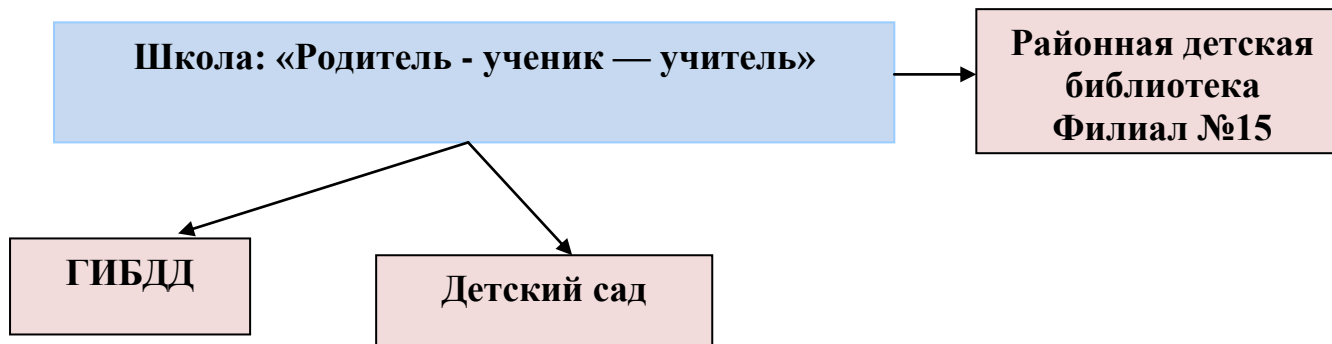 Школа: «Родитель - ученик — учитель»
Районная детская
библиотека
Филиал №15
ГИБДД
Детский сад